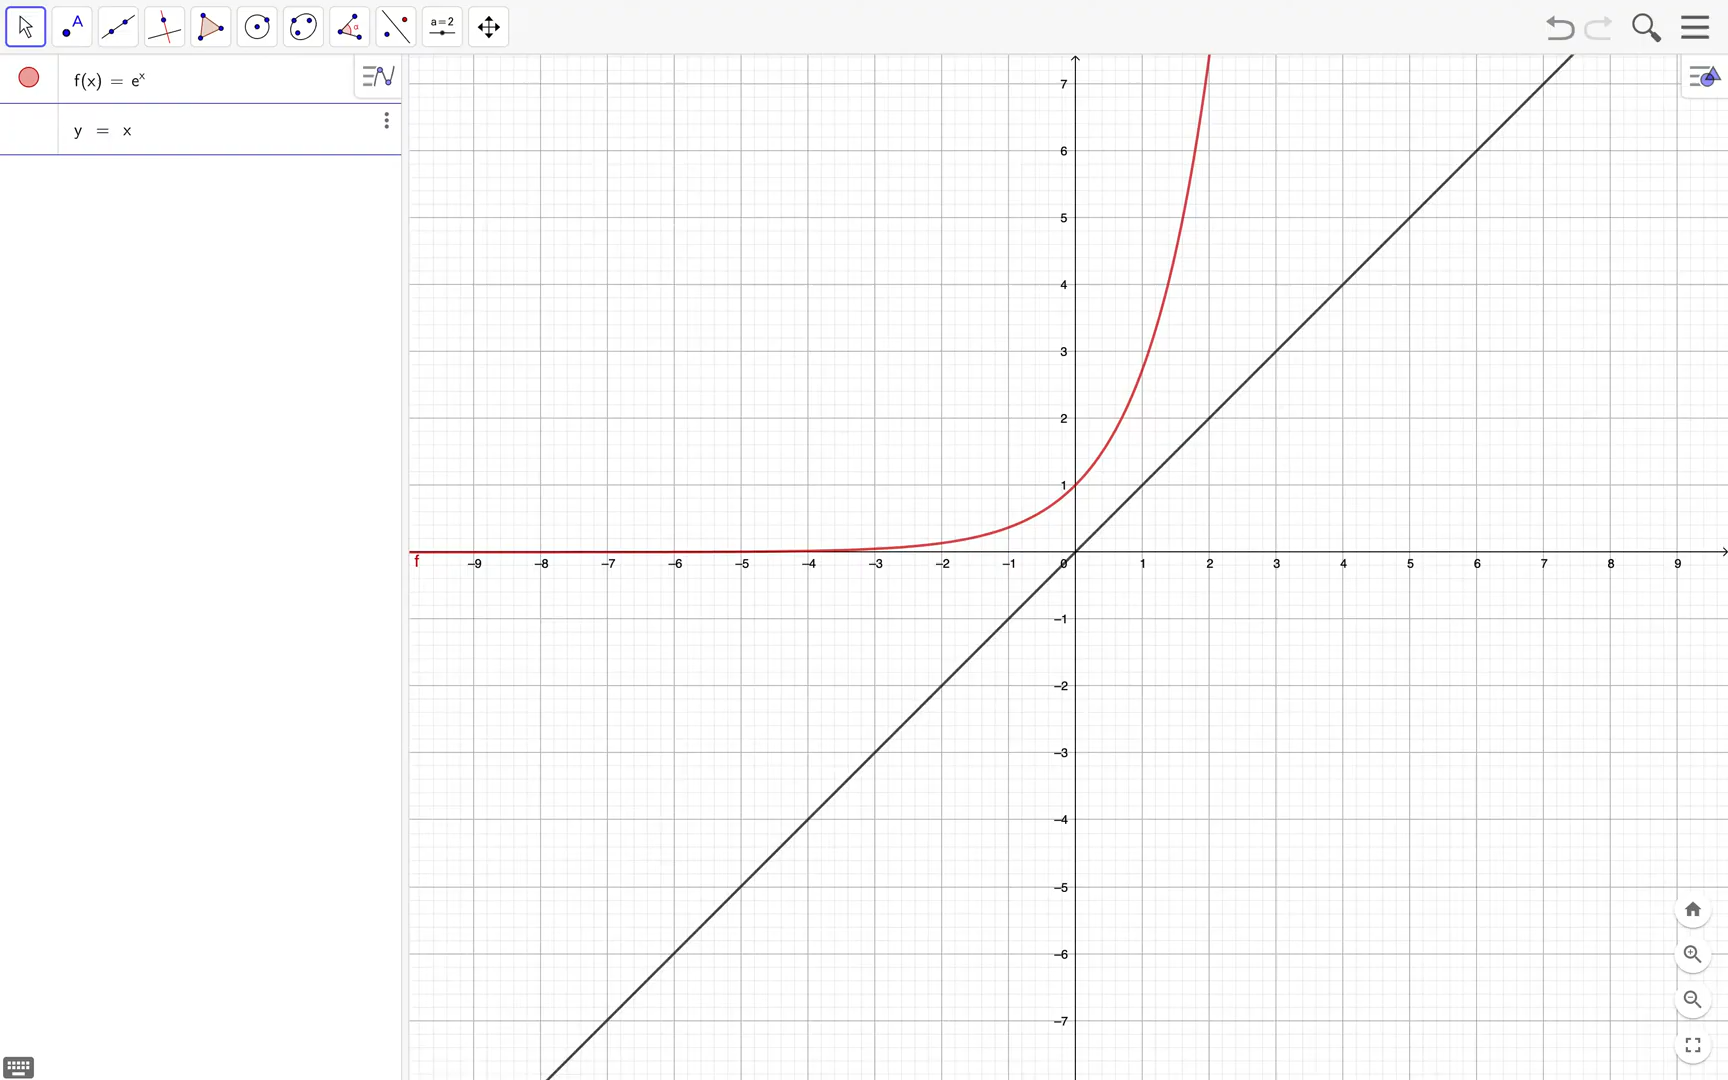 A
α
a=2
f(x) = eˣ
y = x
7
6
5
4
3
2
1
f
−9 −8 −7 −6 −5 −4 −3 −2 −1 0 1 2 3 4 5 6 7 8 9
−1
−2
−3
−4
−5
−6
−7